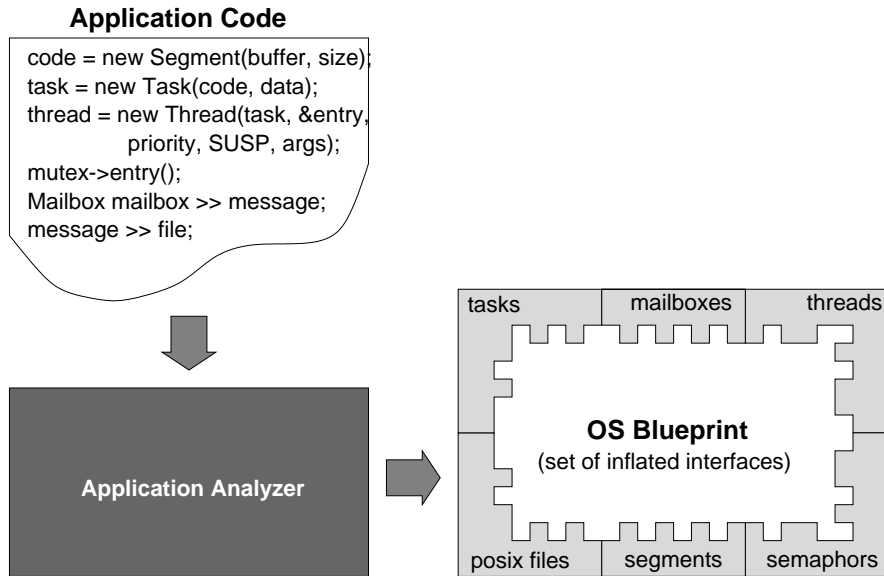 Application Code
code = new Segment(buffer, size);
task = new Task(code, data);
thread = new Thread(task, &entry,
priority, SUSP, args);
mutex->entry();
Mailbox mailbox >> message;
message >> file;
Application Analyzer
tasks
mailboxes
threads
OS Blueprint
(set of inflated interfaces)
posix files
segments
semaphors